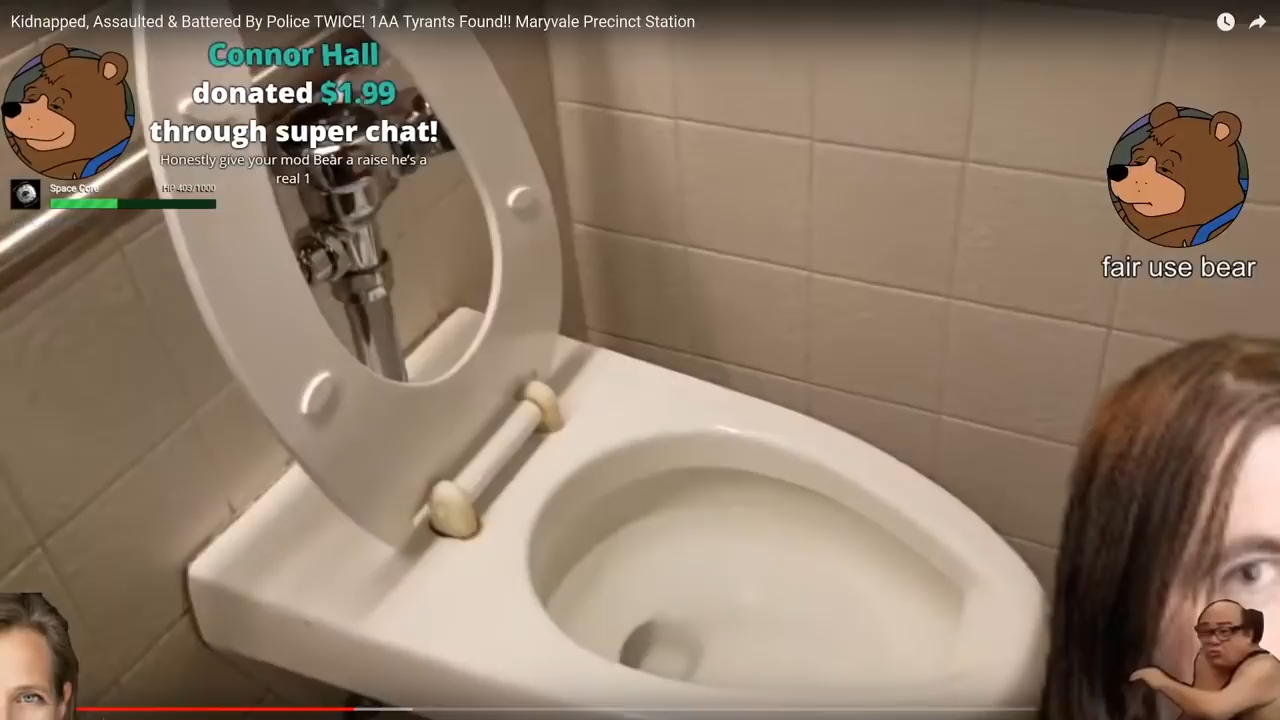 Kidnapped, Assaulted & Battered By Police TWICE! 1AA Tyrants Found!! Maryvale Precinct Station
Connor Hall
donated $1.99
through super chat!
Honestly give your mod Bear a raise he's a
real 1
Space Core HP 403/1000
fair use bear